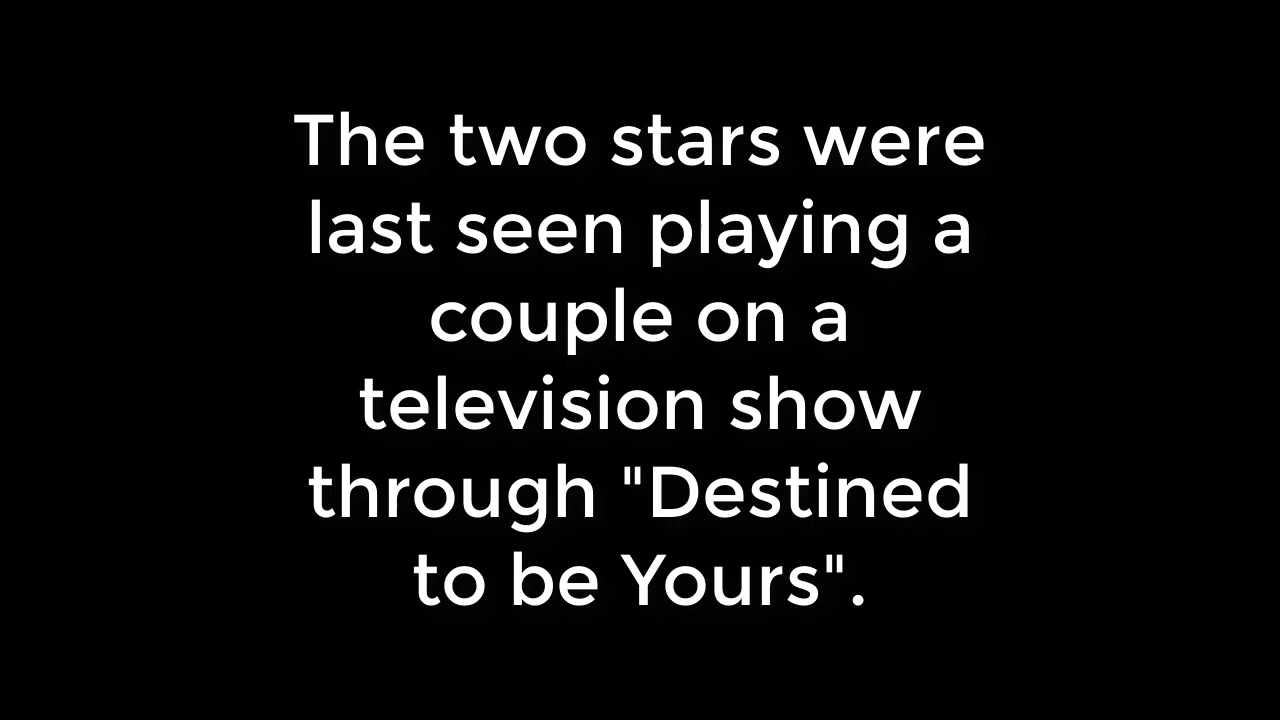 The two stars were
last seen playing a
couple on a
television show
through "Destined
to be Yours".